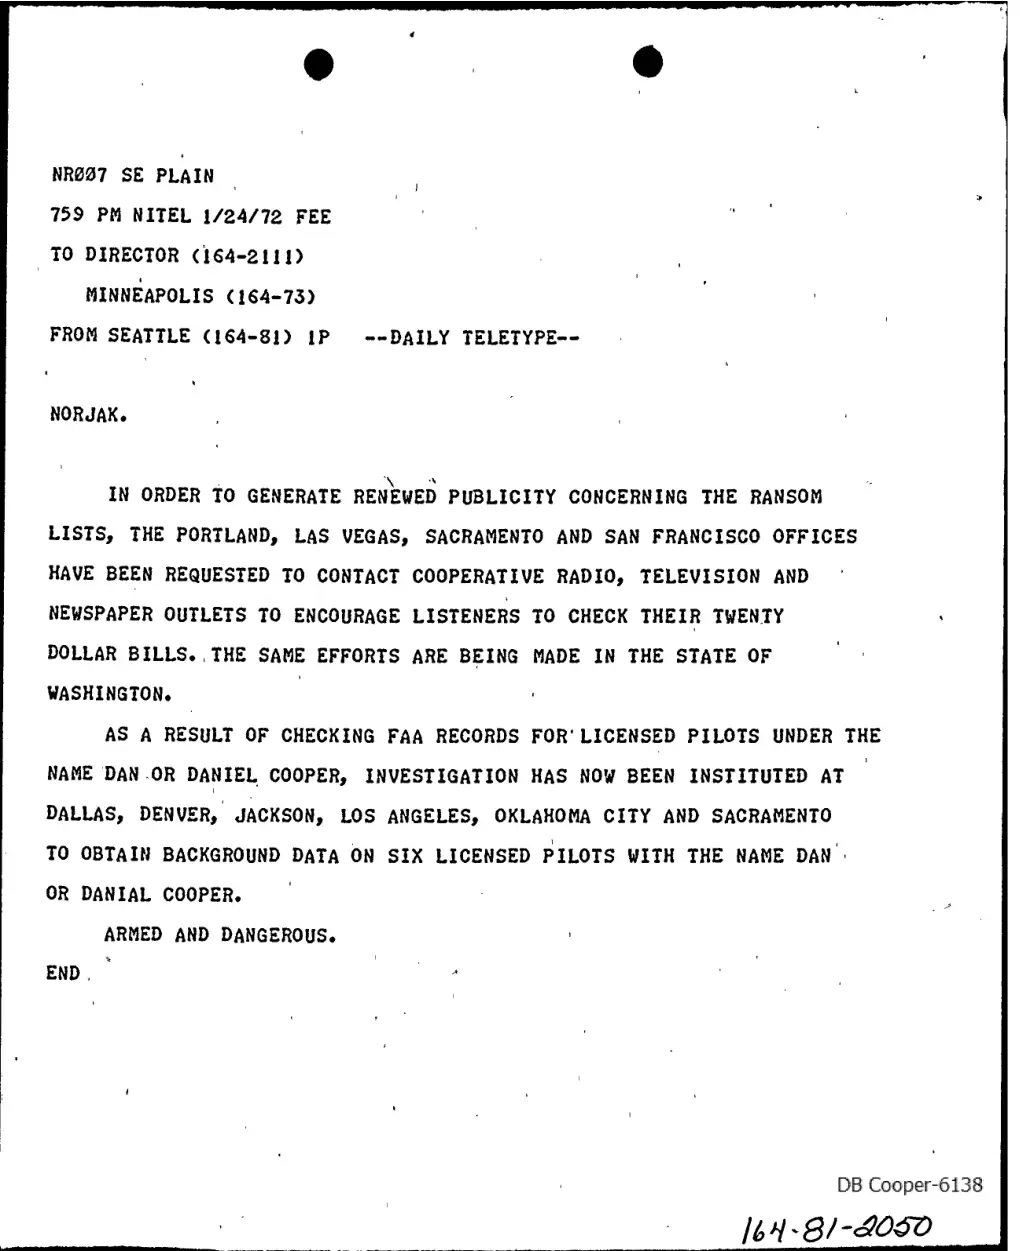 NRØØ7 SE PLAIN
759 PM NITEL 1/24/72 FEE
TO DIRECTOR (164-2111)
MINNEAPOLIS (164-73)
FROM SEATTLE (164-81) 1P --DAILY TELETYPE--
NORJAK.
IN ORDER TO GENERATE RENEWED PUBLICITY CONCERNING THE RANSOM
LISTS, THE PORTLAND, LAS VEGAS, SACRAMENTO AND SAN FRANCISCO OFFICES
HAVE BEEN REQUESTED TO CONTACT COOPERATIVE RADIO, TELEVISION AND
NEWSPAPER OUTLETS TO ENCOURAGE LISTENERS TO CHECK THEIR TWENTY
DOLLAR BILLS. THE SAME EFFORTS ARE BEING MADE IN THE STATE OF
WASHINGTON.
AS A RESULT OF CHECKING FAA RECORDS FOR LICENSED PILOTS UNDER THE
NAME DAN OR DANIEL COOPER, INVESTIGATION HAS NOW BEEN INSTITUTED AT
DALLAS, DENVER, JACKSON, LOS ANGELES, OKLAHOMA CITY AND SACRAMENTO
TO OBTAIN BACKGROUND DATA ON SIX LICENSED PILOTS WITH THE NAME DAN
OR DANIAL COOPER.
ARMED AND DANGEROUS.
END.
DB Cooper-6138
164-81-2050